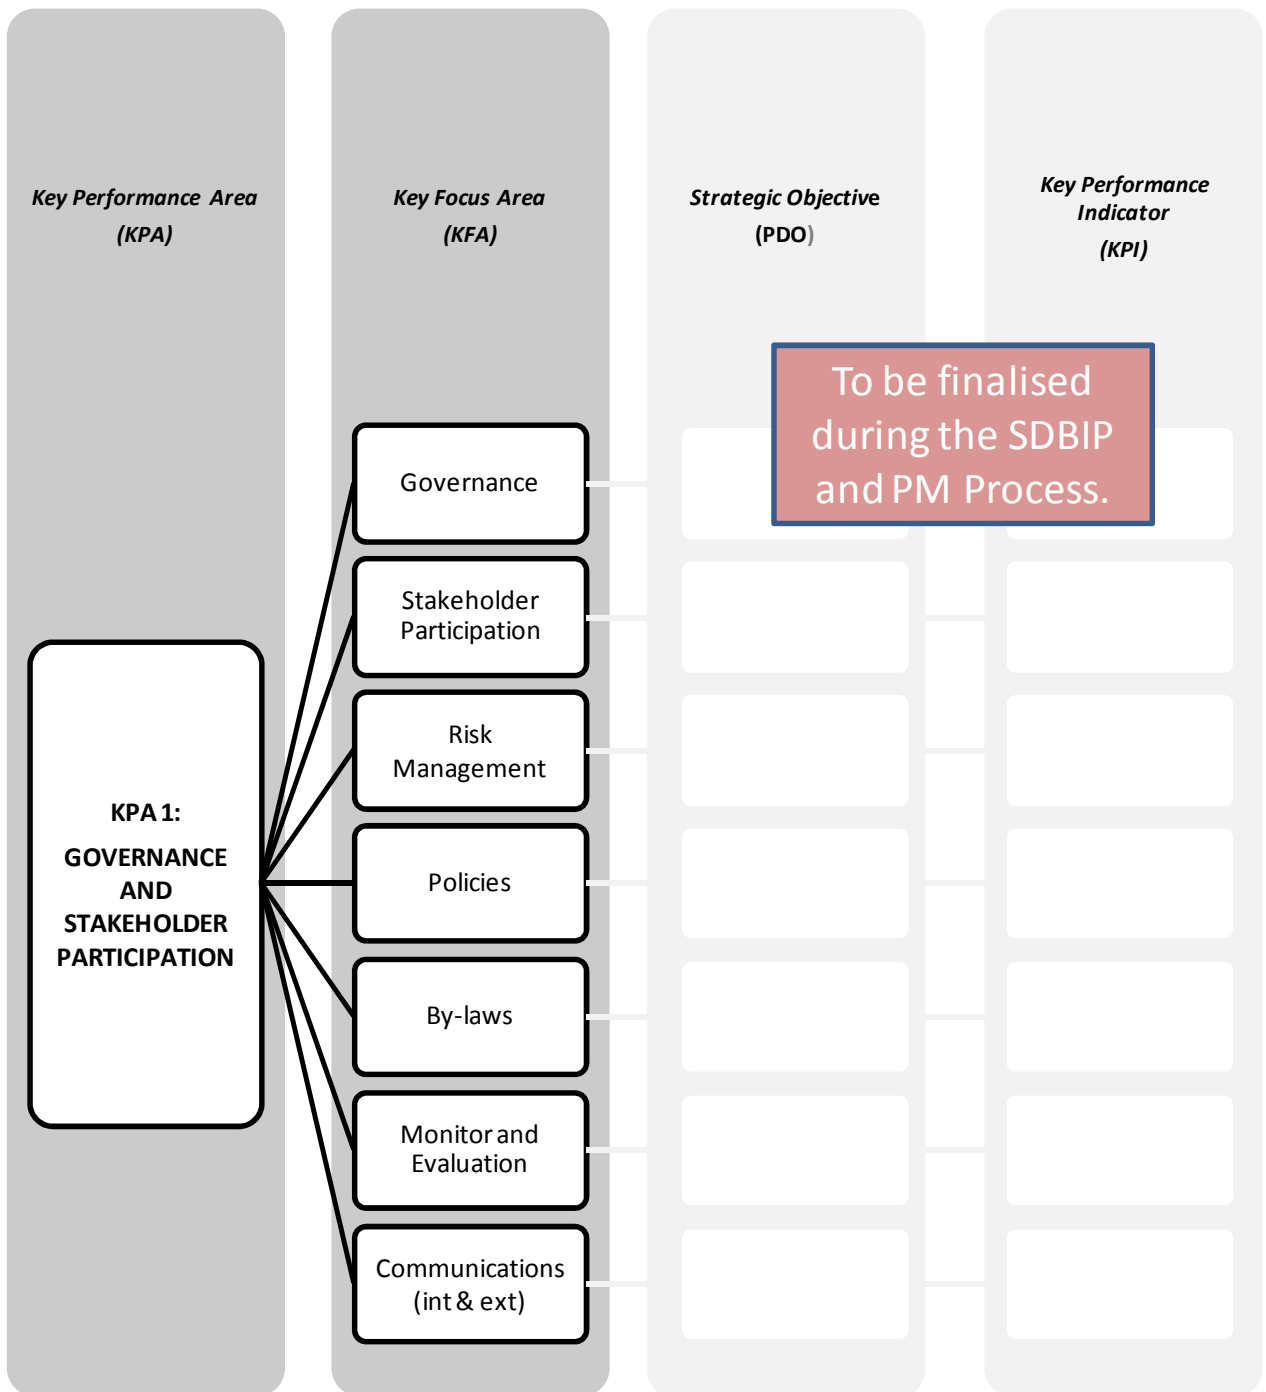 Key Performance Area
(KPA)
Key Focus Area
(KFA)
Strategic Objective
(PDO)
Key Performance
Indicator
(KPI)
To be finalised
during the SDBIP
and PM Process.
KPA 1:
GOVERNANCE
AND
STAKEHOLDER
PARTICIPATION
Governance
Stakeholder
Participation
Risk
Management
Policies
By-laws
Monitor and
Evaluation
Communications
(int & ext)